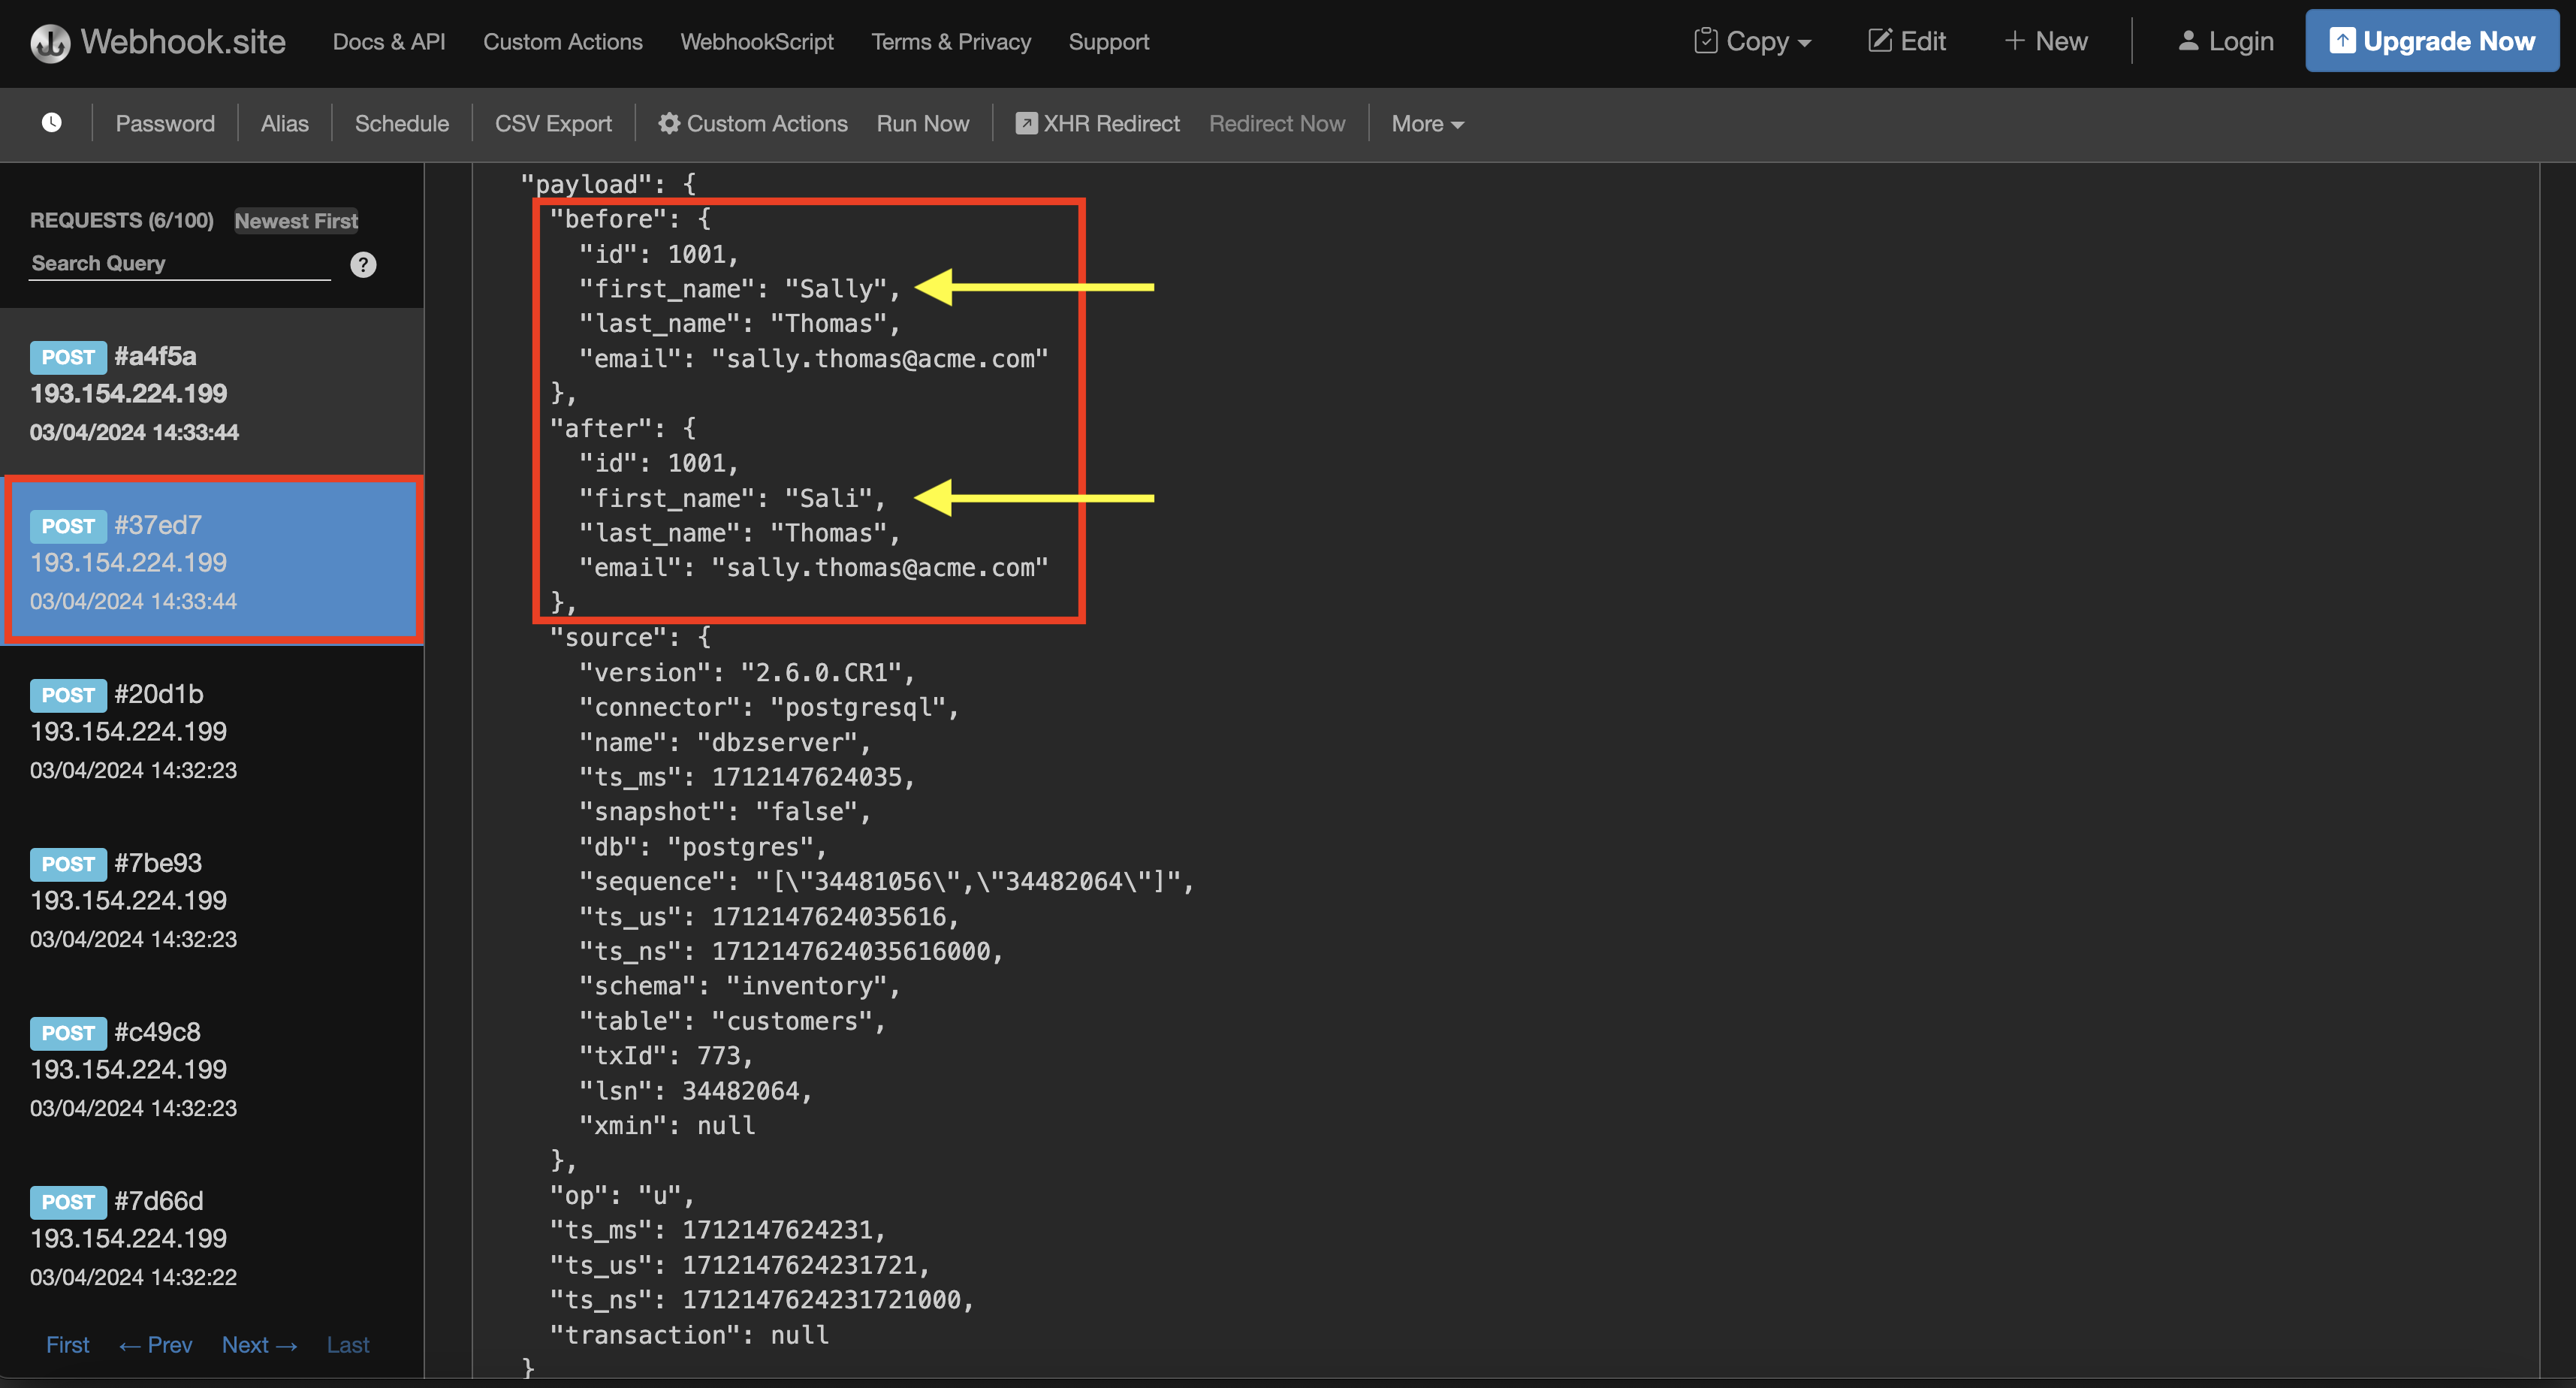 Webhook.site Docs & API Custom Actions WebhookScript Terms & Privacy Support Copy Edit New Login Upgrade Now
Password Alias Schedule CSV Export Custom Actions Run Now XHR Redirect Redirect Now More
REQUESTS (6/100) Newest First
Search Query ?
POST #a4f5a
193.154.224.199
03/04/2024 14:33:44
POST #37ed7
193.154.224.199
03/04/2024 14:33:44
POST #20d1b
193.154.224.199
03/04/2024 14:32:23
POST #7be93
193.154.224.199
03/04/2024 14:32:23
POST #c49c8
193.154.224.199
03/04/2024 14:32:23
POST #7d66d
193.154.224.199
03/04/2024 14:32:22
First ← Prev Next → Last
"payload": {
"before": {
"id": 1001,
"first_name": "Sally",
"last_name": "Thomas",
"email": "sally.thomas@acme.com"
},
"after": {
"id": 1001,
"first_name": "Sali",
"last_name": "Thomas",
"email": "sally.thomas@acme.com"
},
"source": {
"version": "2.6.0.CR1",
"connector": "postgresql",
"name": "dbzserver",
"ts_ms": 1712147624035,
"snapshot": "false",
"db": "postgres",
"sequence": "[\"34481056\",\"34482064\"]",
"ts_us": 1712147624035616,
"ts_ns": 1712147624035616000,
"schema": "inventory",
"table": "customers",
"txId": 773,
"lsn": 34482064,
"xmin": null
},
"op": "u",
"ts_ms": 1712147624231,
"ts_us": 1712147624231721,
"ts_ns": 1712147624231721000,
"transaction": null
}